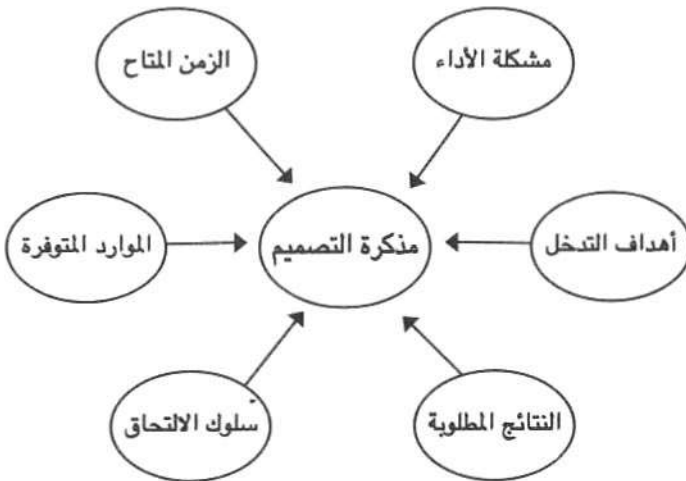 مشكلة الأداء
الزمن المتاح
أهداف التدخل
مذكرة التصميم
الموارد المتوفرة
النتائج المطلوبة
سلوك الالتحاق